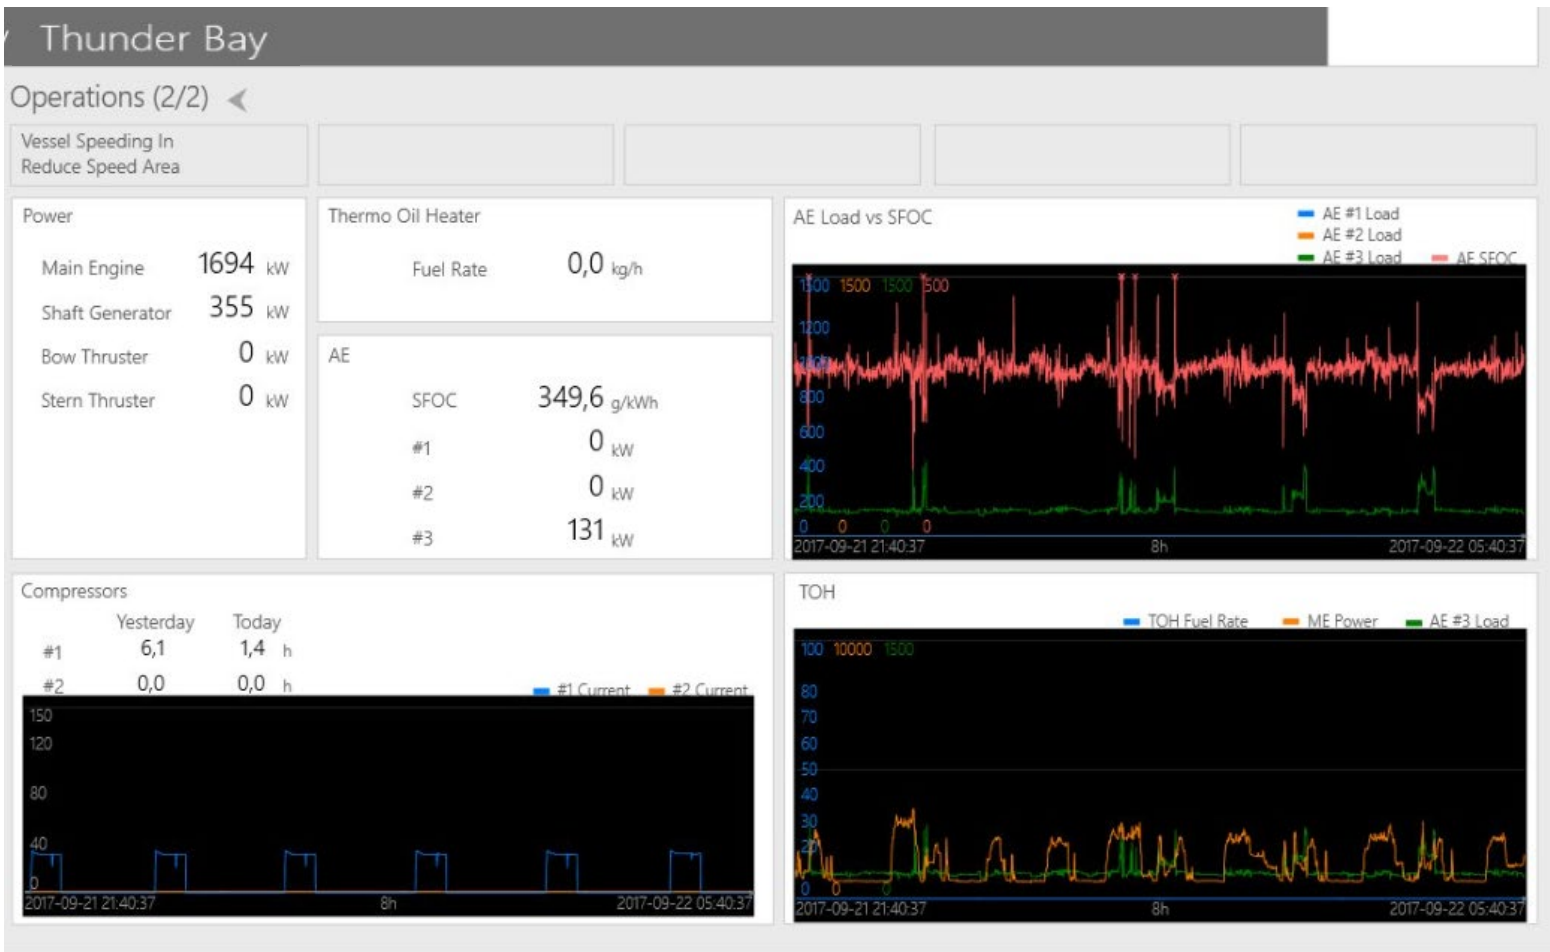 Thunder Bay
Operations (2/2)
Vessel Speeding In
Reduce Speed Area
Power
Main Engine 1694 kW
Shaft Generator 355 kW
Bow Thruster 0 kW
Stern Thruster 0 kW
Thermo Oil Heater
Fuel Rate 0,0 kg/h
AE
SFOC 349,6 g/kWh
#1 0 kW
#2 0 kW
#3 131 kW
AE Load vs SFOC
AE #1 Load
AE #2 Load
AE #3 Load AE SFOC
1500 1500 1500 500
1200
1000
800
600
400
200
0 0 0 0
2017-09-21 21:40:37 8h 2017-09-22 05:40:37
Compressors
Yesterday Today
#1 6,1 1,4 h
#2 0,0 0,0 h
#1 Current #2 Current
150
120
80
40
0
2017-09-21 21:40:37 8h 2017-09-22 05:40:37
TOH
TOH Fuel Rate ME Power AE #3 Load
100 10000 1500
80
70
60
50
40
30
20
0 0 0
2017-09-21 21:40:37 8h 2017-09-22 05:40:37